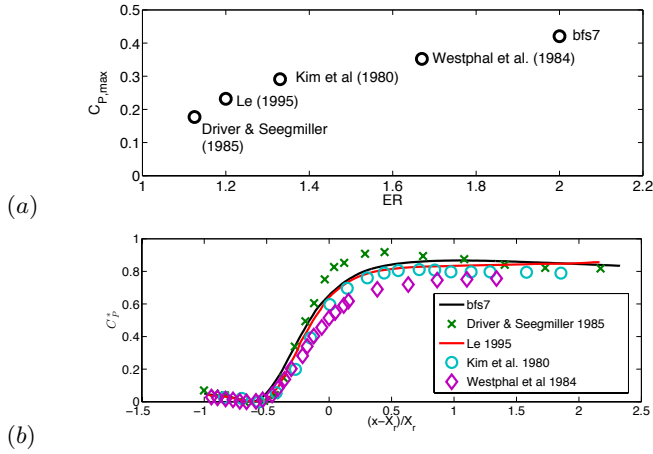 0.5
0.4
0.3
0.2
0.1
0
C_P,max
bfs7
Westphal et al. (1984)
Kim et al (1980)
Le (1995)
Driver & Seegmiller
(1985)
1
1.2
1.4
1.6
1.8
2
2.2
ER
(a)
1
0.8
0.6
0.4
0.2
0
C*_P
bfs7
Driver & Seegmiller 1985
Le 1995
Kim et al. 1980
Westphal et al 1984
−1.5
−1
−0.5
0
0.5
1
1.5
2
2.5
(x−X_r)/X_r
(b)